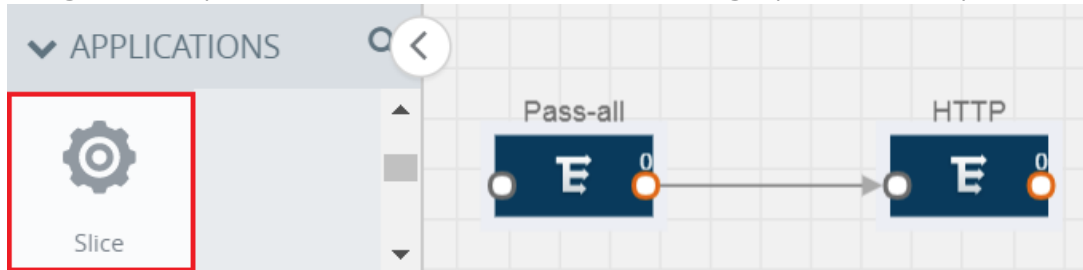 APPLICATIONS
Pass-all
HTTP
0
0
Slice